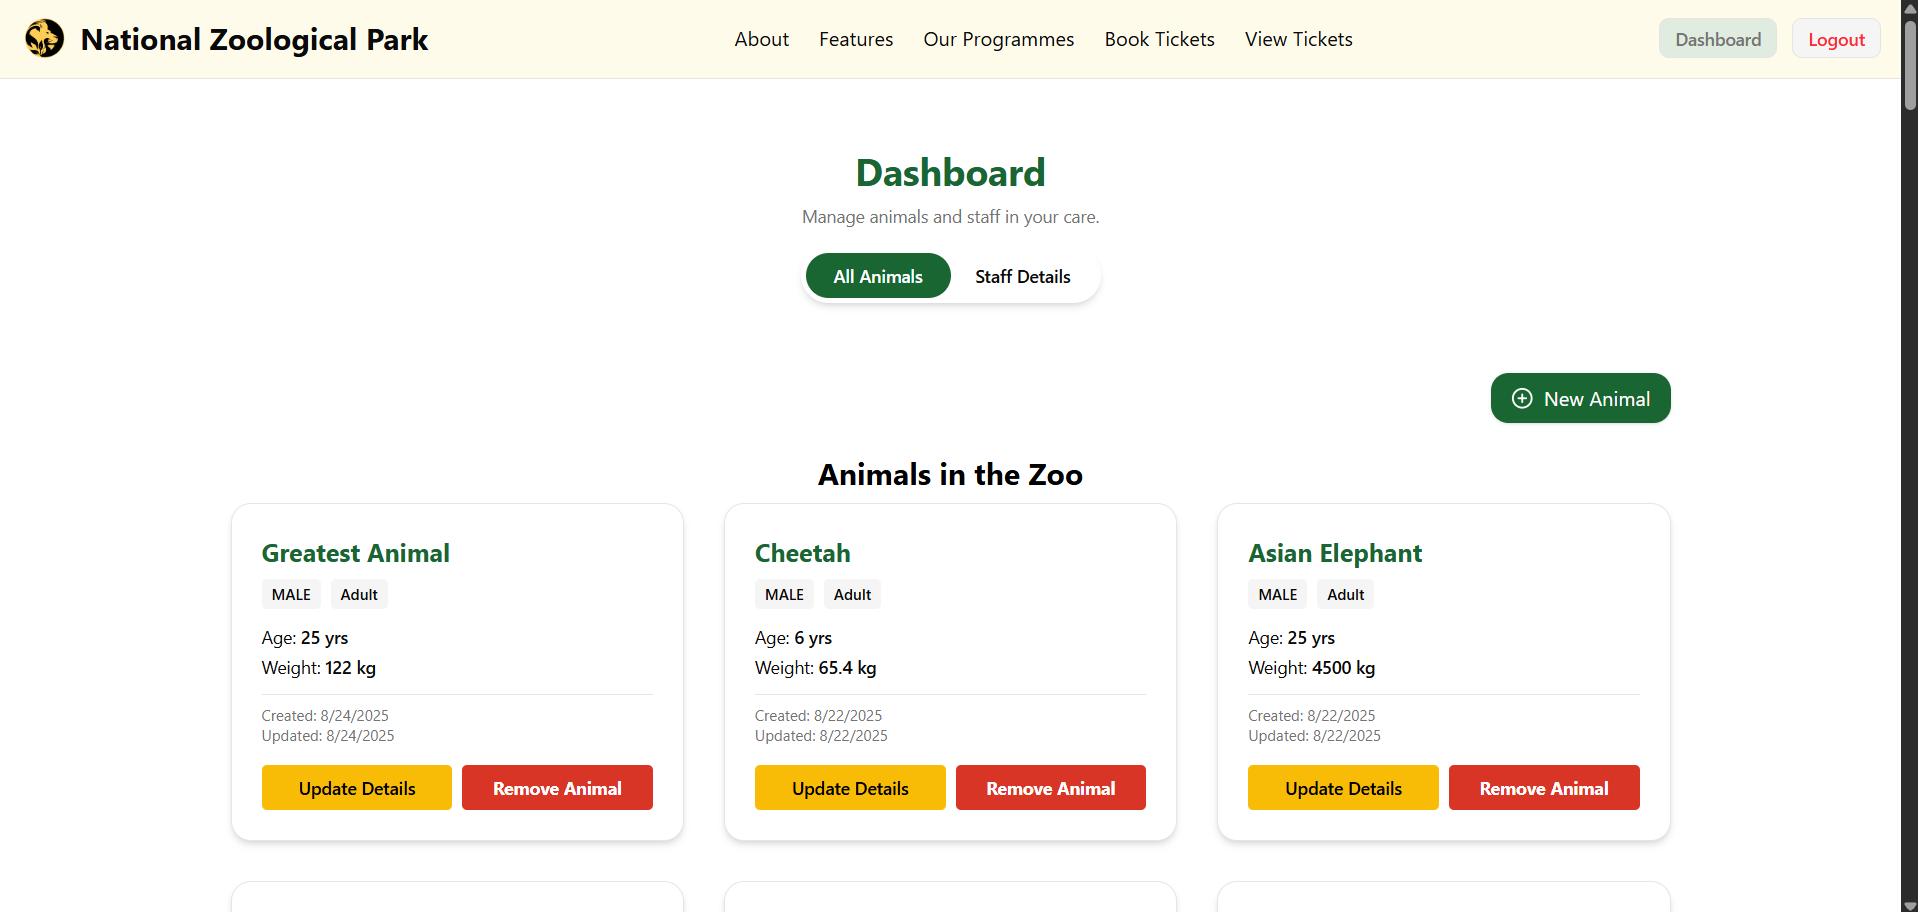 National Zoological Park
About Features Our Programmes Book Tickets View Tickets
Dashboard Logout
Dashboard
Manage animals and staff in your care.
All Animals Staff Details
New Animal
Animals in the Zoo
Greatest Animal
MALE Adult
Age: 25 yrs
Weight: 122 kg
Created: 8/24/2025
Updated: 8/24/2025
Update Details Remove Animal
Cheetah
MALE Adult
Age: 6 yrs
Weight: 65.4 kg
Created: 8/22/2025
Updated: 8/22/2025
Update Details Remove Animal
Asian Elephant
MALE Adult
Age: 25 yrs
Weight: 4500 kg
Created: 8/22/2025
Updated: 8/22/2025
Update Details Remove Animal